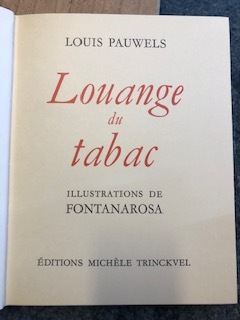 LOUIS PAUWELS
Louange
du
tabac
ILLUSTRATIONS DE
FONTANAROSA
ÉDITIONS MICHÈLE TRINCKVEL